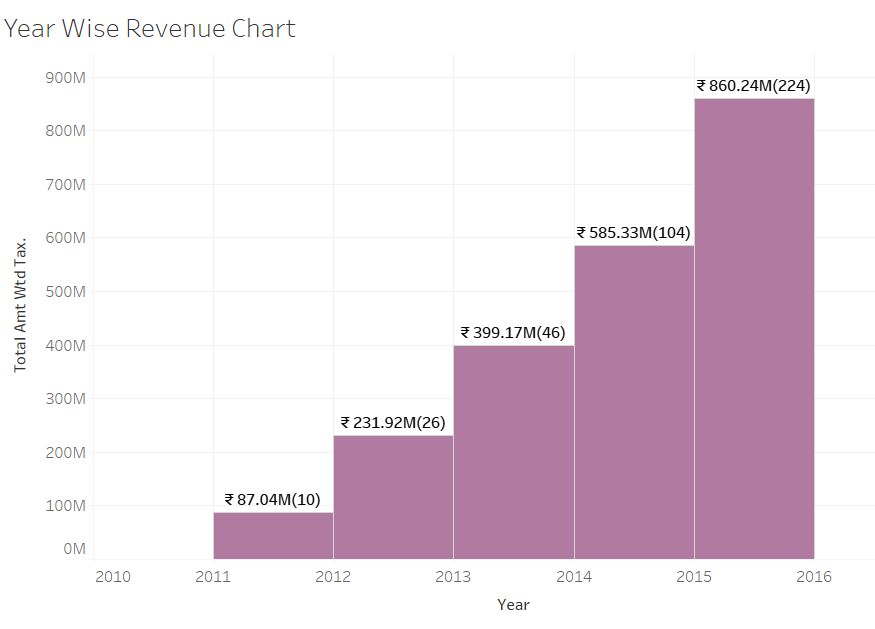 Year Wise Revenue Chart
900M
800M
700M
600M
500M
400M
300M
200M
100M
0M
Total Amt Wtd Tax.
₹ 87.04M(10)
₹ 231.92M(26)
₹ 399.17M(46)
₹ 585.33M(104)
₹ 860.24M(224)
2010 2011 2012 2013 2014 2015 2016
Year